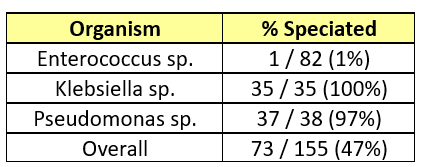 Organism % Speciated
Enterococcus sp. 1 / 82 (1%)
Klebsiella sp. 35 / 35 (100%)
Pseudomonas sp. 37 / 38 (97%)
Overall 73 / 155 (47%)